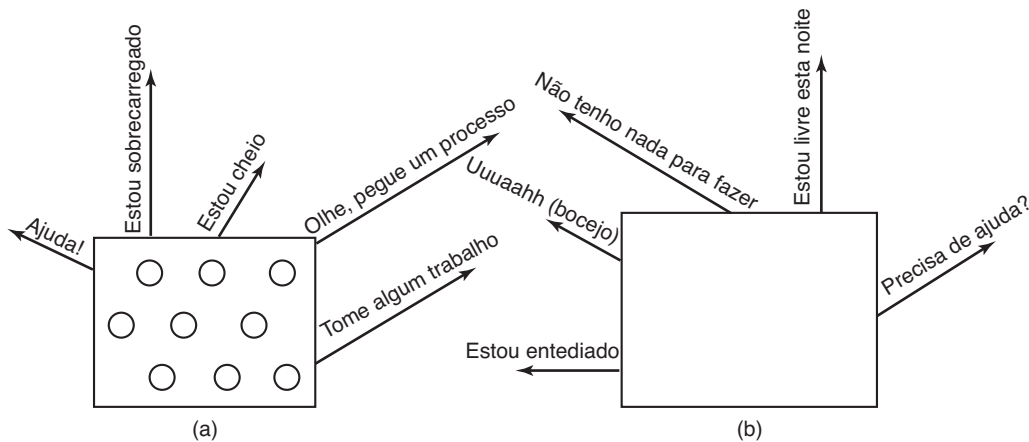 Ajuda!
Estou sobrecarregado
Estou cheio
Olhe, pegue um processo
Tome algum trabalho
(a)
Não tenho nada para fazer
Estou livre esta noite
Uuuaahh (bocejo)
Precisa de ajuda?
Estou entediado
(b)